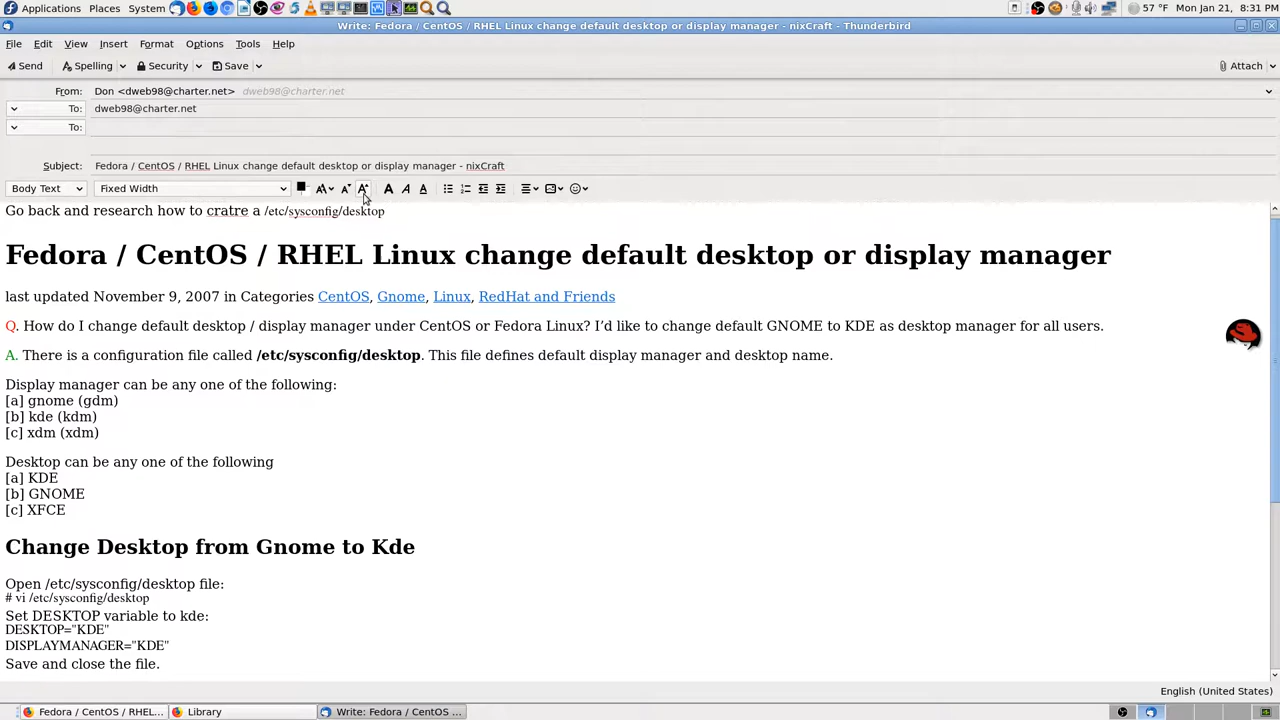 Applications Places System 57 °F Mon Jan 21, 8:31 PM
Write: Fedora / CentOS / RHEL Linux change default desktop or display manager - nixCraft - Thunderbird
File Edit View Insert Format Options Tools Help
Send Spelling Security Save Attach
From: Don <dweb98@charter.net> dweb98@charter.net
To: dweb98@charter.net
To:
Subject: Fedora / CentOS / RHEL Linux change default desktop or display manager - nixCraft
Body Text Fixed Width
Go back and research how to cratre a /etc/sysconfig/desktop
Fedora / CentOS / RHEL Linux change default desktop or display manager
last updated November 9, 2007 in Categories CentOS, Gnome, Linux, RedHat and Friends
Q. How do I change default desktop / display manager under CentOS or Fedora Linux? I’d like to change default GNOME to KDE as desktop manager for all users.
A. There is a configuration file called /etc/sysconfig/desktop. This file defines default display manager and desktop name.
Display manager can be any one of the following:
[a] gnome (gdm)
[b] kde (kdm)
[c] xdm (xdm)
Desktop can be any one of the following
[a] KDE
[b] GNOME
[c] XFCE
Change Desktop from Gnome to Kde
Open /etc/sysconfig/desktop file:
# vi /etc/sysconfig/desktop
Set DESKTOP variable to kde:
DESKTOP="KDE"
DISPLAYMANAGER="KDE"
Save and close the file.
English (United States)
Fedora / CentOS / RHEL... Library Write: Fedora / CentOS ...